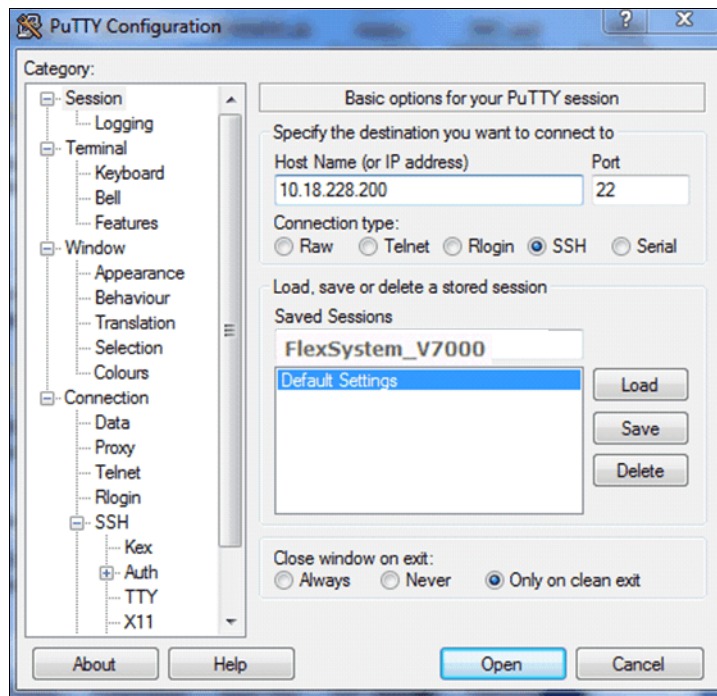 PuTTY Configuration
?
X
Category:
Session
Logging
Terminal
Keyboard
Bell
Features
Window
Appearance
Behaviour
Translation
Selection
Colours
Connection
Data
Proxy
Telnet
Rlogin
SSH
Kex
Auth
TTY
X11
Basic options for your PuTTY session
Specify the destination you want to connect to
Host Name (or IP address) Port
10.18.228.200 22
Connection type:
Raw Telnet Rlogin SSH Serial
Load, save or delete a stored session
Saved Sessions
FlexSystem_V7000
Default Settings
Load
Save
Delete
Close window on exit:
Always Never Only on clean exit
About Help Open Cancel